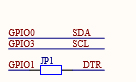 GPIO0 SDA
GPIO3 SCL
JP1
GPIO1 DTR